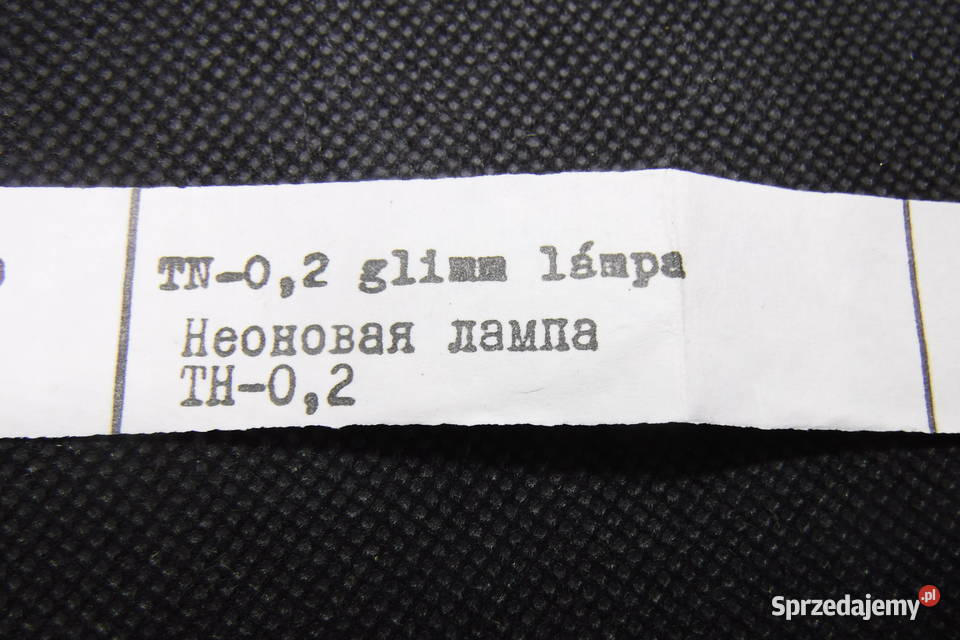 TN-0,2 glimm lámpa
Неоновая лампа
ТН-0,2
Sprzedajemy.pl